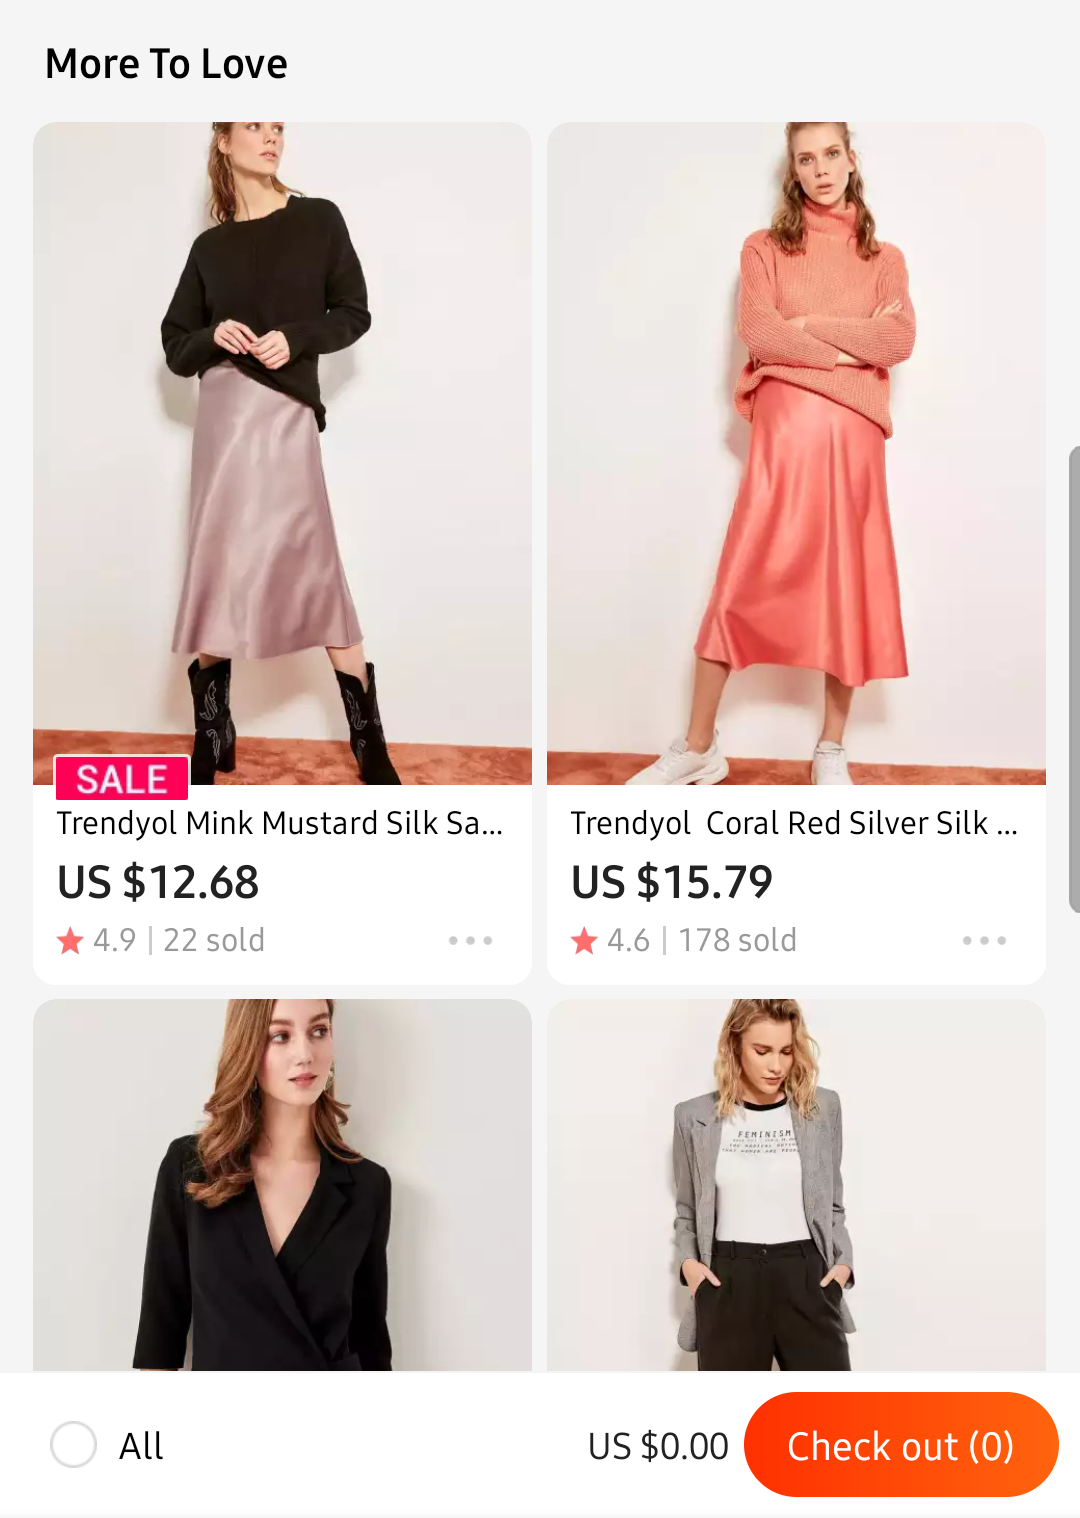 More To Love
SALE
Trendyol Mink Mustard Silk Sa...
US $12.68
4.9 | 22 sold
Trendyol Coral Red Silver Silk ...
US $15.79
4.6 | 178 sold
FEMINISM
All
US $0.00
Check out (0)